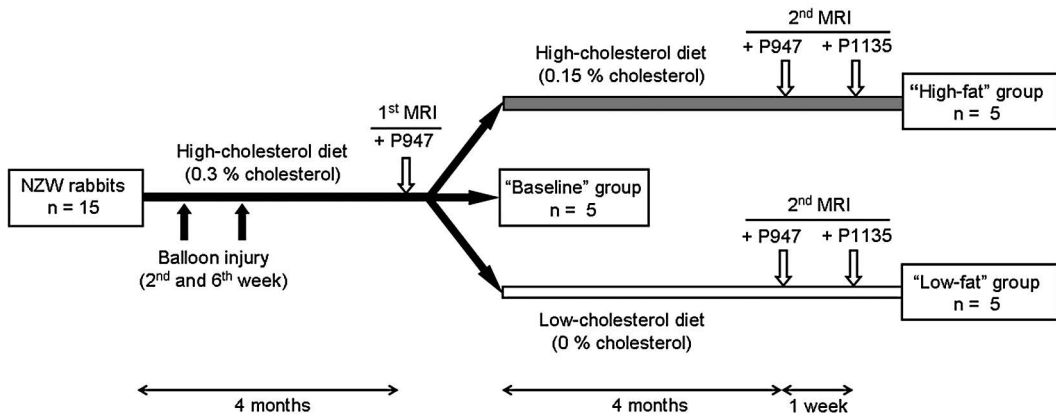 2nd MRI
+ P947 + P1135
High-cholesterol diet
(0.15 % cholesterol)
“High-fat” group
n = 5
1st MRI
+ P947
High-cholesterol diet
(0.3 % cholesterol)
NZW rabbits
n = 15
“Baseline” group
n = 5
Balloon injury
(2nd and 6th week)
2nd MRI
+ P947 + P1135
“Low-fat” group
n = 5
Low-cholesterol diet
(0 % cholesterol)
4 months
4 months
1 week